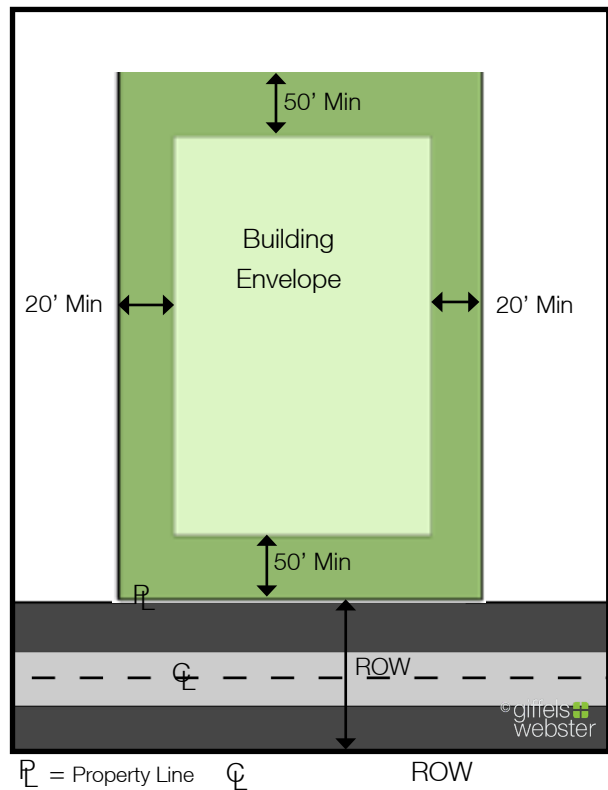 50’ Min
Building
Envelope
20’ Min
20’ Min
50’ Min
PL
CL
ROW
© giffels
webster
PL = Property Line CL ROW